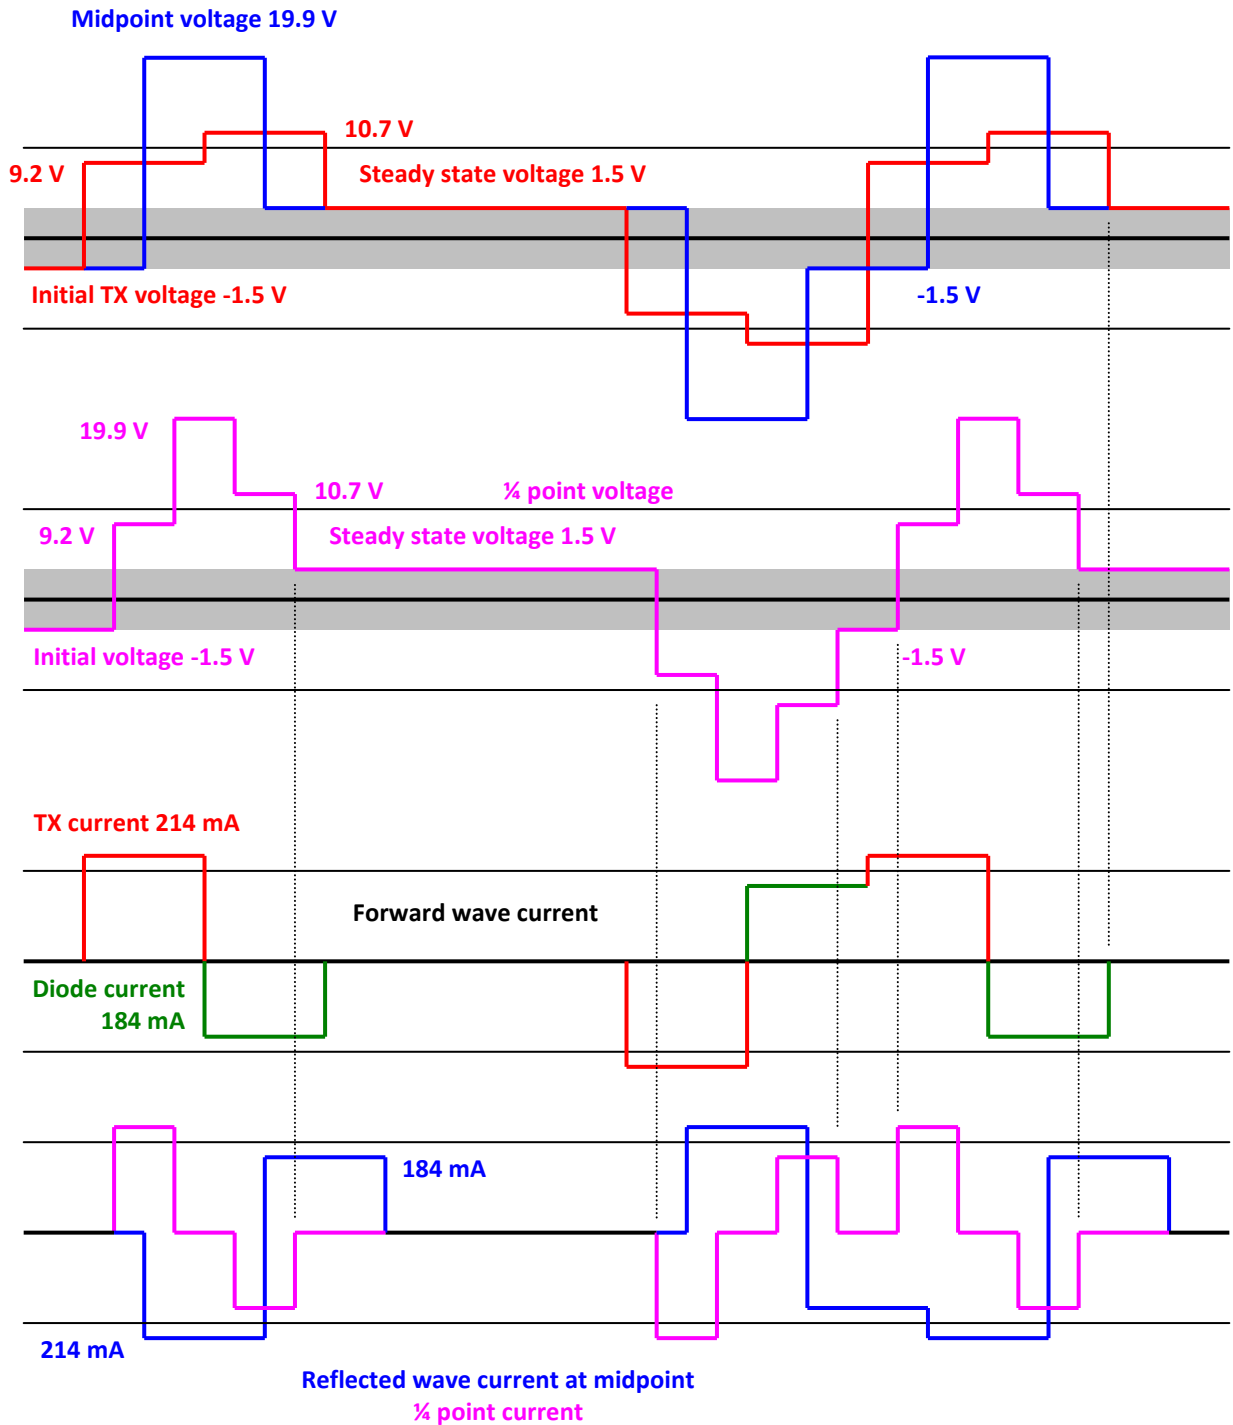 Midpoint voltage 19.9 V
10.7 V
9.2 V
Steady state voltage 1.5 V
Initial TX voltage -1.5 V
-1.5 V
19.9 V
10.7 V
¼ point voltage
9.2 V
Steady state voltage 1.5 V
Initial voltage -1.5 V
-1.5 V
TX current 214 mA
Forward wave current
Diode current
184 mA
184 mA
214 mA
Reflected wave current at midpoint
¼ point current